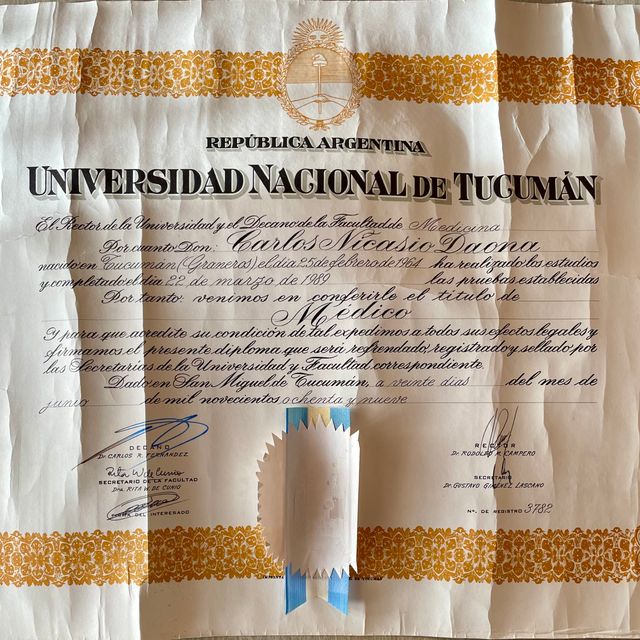 REPÚBLICA ARGENTINA
UNIVERSIDAD NACIONAL DE TUCUMÁN
El Rector de la Universidad y el Decano de la Facultad de Medicina
Por cuanto Don: Carlos Nicasio Daona
nacido en Tucumán (Graneros) el día 25 de febrero de 1964 ha realizado los estudios
y completado el día 22 de marzo de 1989 las pruebas establecidas
Por tanto: venimos en conferirle el título de
Médico
Y para que acredite su condición de tal expedimos a todos sus efectos legales y
firmamos el presente diploma que será refrendado, registrado y sellado por
las Secretarías de la Universidad y Facultad correspondiente.
Dado en San Miguel de Tucumán, a veinte días del mes de
junio de mil novecientos ochenta y nueve
DECANO
Dr. CARLOS R. FERNÁNDEZ
Rita W de Cunio
SECRETARIO DE LA FACULTAD
Dra. RITA W. DE CUNIO
FIRMA DEL INTERESADO
RECTOR
Dr. RODOLFO M. CAMPERO
SECRETARIO
Dr. GUSTAVO GIMÉNEZ LASCANO
Nº. DE REGISTRO 3782